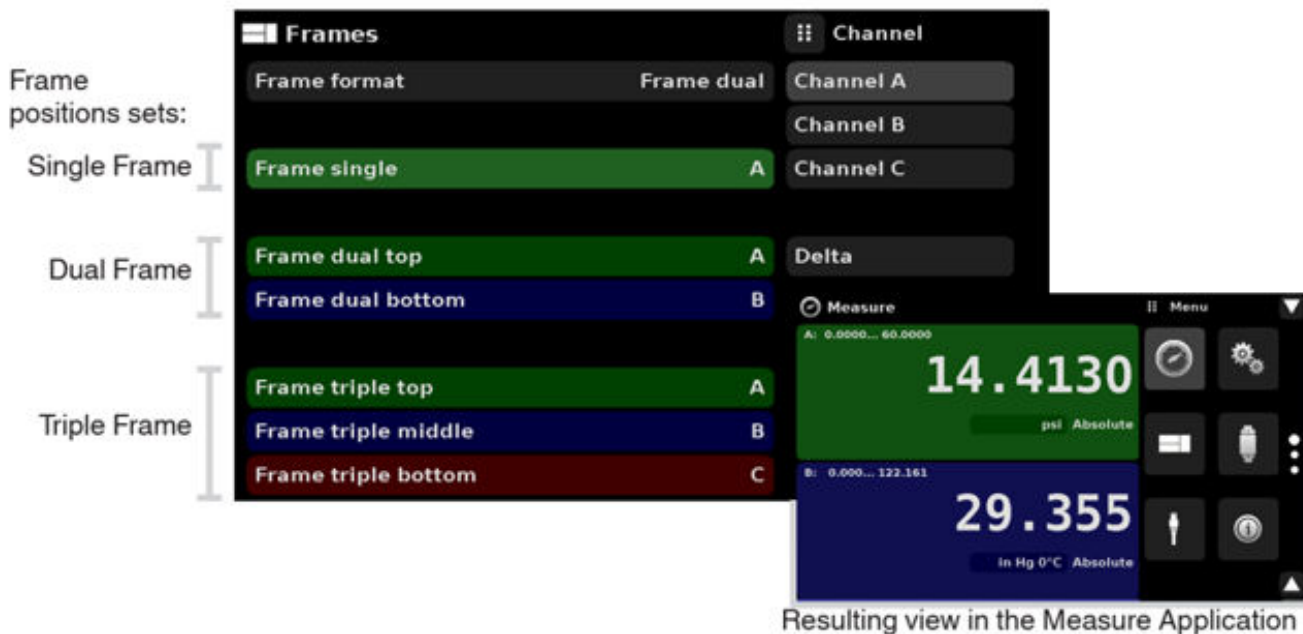 Frames
Channel
Frame
positions sets:
Frame format Frame dual
Channel A
Channel B
Single Frame
Frame single A
Channel C
Dual Frame
Frame dual top A
Delta
Frame dual bottom B
Triple Frame
Frame triple top A
Frame triple middle B
Frame triple bottom C
Measure
Menu
A: 0.0000... 60.0000
14.4130
psi Absolute
B: 0.000... 122.161
29.355
in Hg 0°C Absolute
Resulting view in the Measure Application